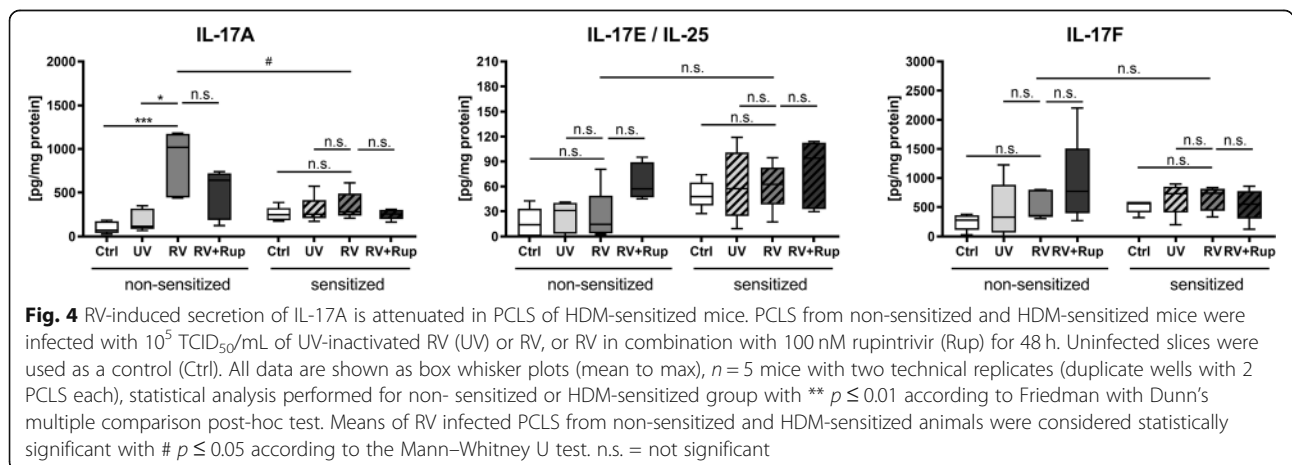 IL-17A
IL-17E / IL-25
IL-17F
[pg/mg protein]
2000
1500
1000
500
0
#
*
n.s.
***
n.s.
n.s.
n.s.
Ctrl UV RV RV+Rup Ctrl UV RV RV+Rup
non-sensitized sensitized
[pg/mg protein]
210
180
150
120
90
60
30
0
n.s.
n.s.
n.s.
n.s.
n.s.
n.s.
n.s.
Ctrl UV RV RV+Rup Ctrl UV RV RV+Rup
non-sensitized sensitized
[pg/mg protein]
3000
2500
2000
1500
1000
500
0
n.s.
n.s.
n.s.
n.s.
n.s.
n.s.
n.s.
Ctrl UV RV RV+Rup Ctrl UV RV RV+Rup
non-sensitized sensitized
Fig. 4 RV-induced secretion of IL-17A is attenuated in PCLS of HDM-sensitized mice. PCLS from non-sensitized and HDM-sensitized mice were
infected with 10⁵ TCID₅₀/mL of UV-inactivated RV (UV) or RV, or RV in combination with 100 nM rupintrivir (Rup) for 48 h. Uninfected slices were
used as a control (Ctrl). All data are shown as box whisker plots (mean to max), n = 5 mice with two technical replicates (duplicate wells with 2
PCLS each), statistical analysis performed for non- sensitized or HDM-sensitized group with ** p ≤ 0.01 according to Friedman with Dunn's
multiple comparison post-hoc test. Means of RV infected PCLS from non-sensitized and HDM-sensitized animals were considered statistically
significant with # p ≤ 0.05 according to the Mann–Whitney U test. n.s. = not significant